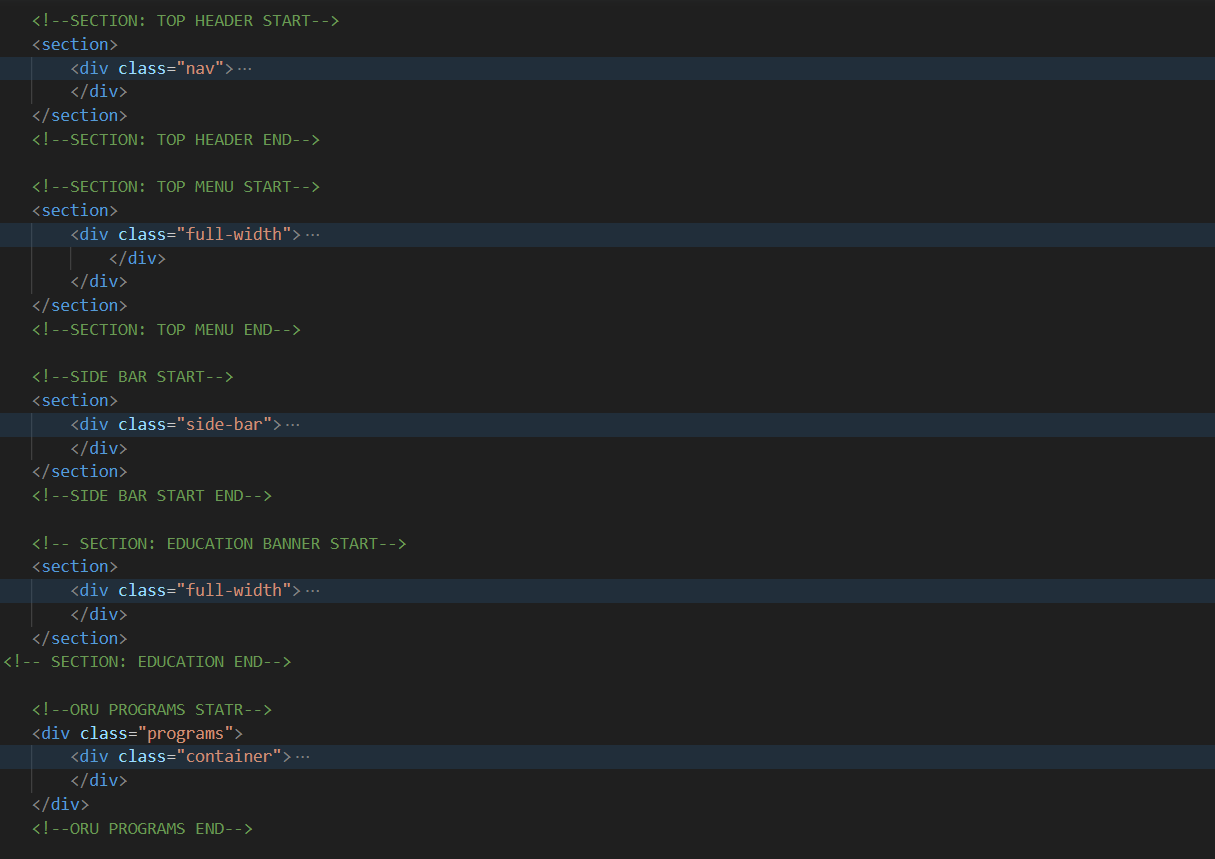 <!--SECTION: TOP HEADER START-->
<section>
<div class="nav">···
</div>
</section>
<!--SECTION: TOP HEADER END-->
<!--SECTION: TOP MENU START-->
<section>
<div class="full-width">···
</div>
</div>
</section>
<!--SECTION: TOP MENU END-->
<!--SIDE BAR START-->
<section>
<div class="side-bar">···
</div>
</section>
<!--SIDE BAR START END-->
<!-- SECTION: EDUCATION BANNER START-->
<section>
<div class="full-width">···
</div>
</section>
<!-- SECTION: EDUCATION END-->
<!--ORU PROGRAMS STATR-->
<div class="programs">
<div class="container">···
</div>
</div>
<!--ORU PROGRAMS END-->